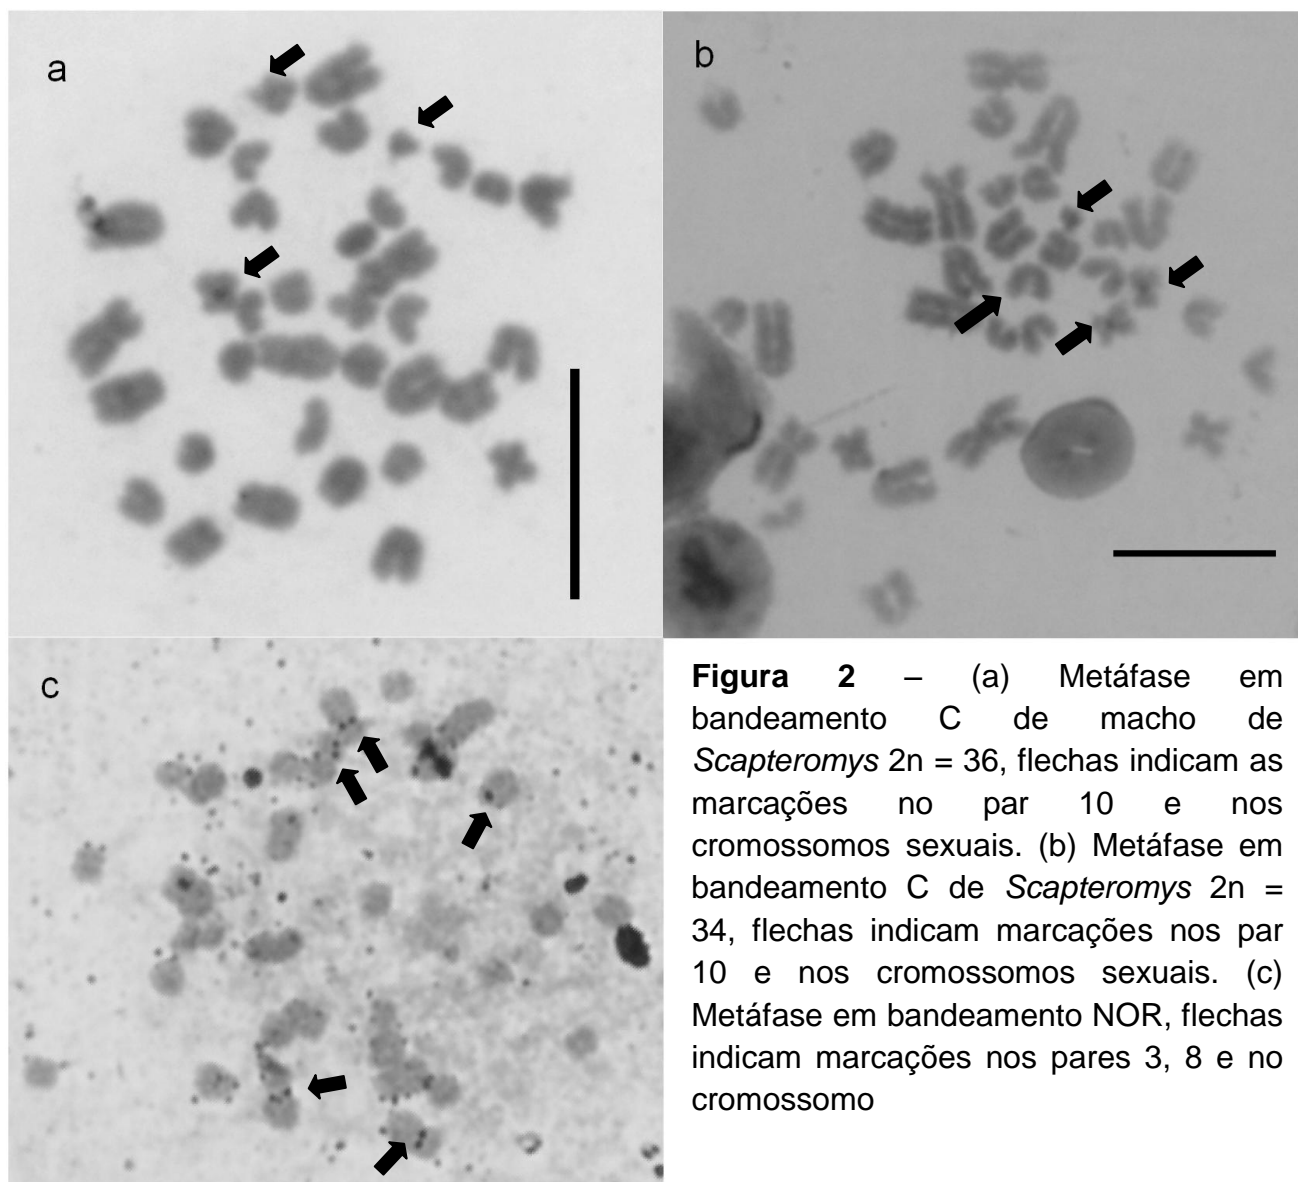 a
b
c
Figura 2 – (a) Metáfase em
bandeamento C de macho de
Scapteromys 2n = 36, flechas indicam as
marcações no par 10 e nos
cromossomos sexuais. (b) Metáfase em
bandeamento C de Scapteromys 2n =
34, flechas indicam marcações nos par
10 e nos cromossomos sexuais. (c)
Metáfase em bandeamento NOR, flechas
indicam marcações nos pares 3, 8 e no
cromossomo